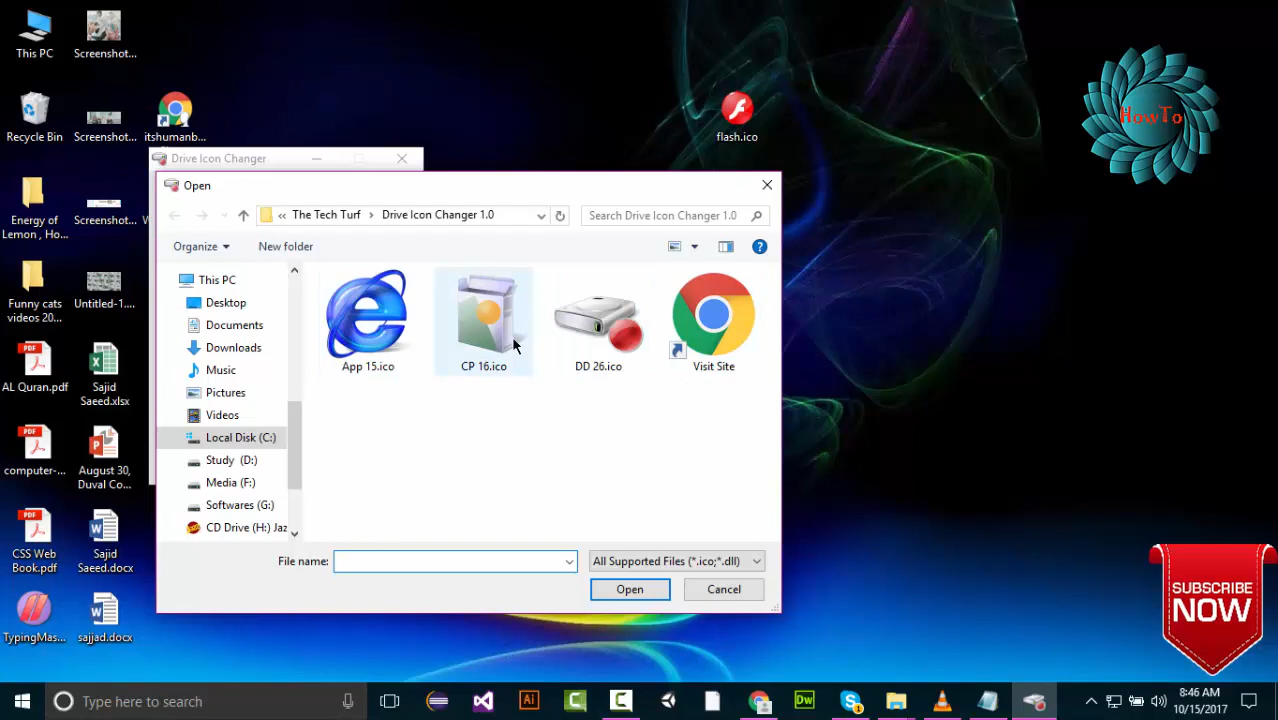 This PC
Screenshot...
Recycle Bin
Screenshot...
itshumanb...
flash.ico
HowTo
Drive Icon Changer
Open
Energy of
Lemon , Ho...
Screenshot...
The Tech Turf
Drive Icon Changer 1.0
Search Drive Icon Changer 1.0
Organize
New folder
This PC
Desktop
Documents
Downloads
Music
Pictures
Videos
Local Disk (C:)
Study (D:)
Media (F:)
Softwares (G:)
CD Drive (H:) Jaz
App 15.ico
CP 16.ico
DD 26.ico
Visit Site
Funny cats
videos 20...
Untitled-1....
PDF
AL Quran.pdf
Sajid
Saeed.xlsx
PDF
computer-...
August 30,
Duval Co...
PDF
CSS Web
Book.pdf
Sajid
Saeed.docx
File name:
All Supported Files (*.ico;*.dll)
Open
Cancel
TypingMas...
sajjad.docx
SUBSCRIBE
NOW
Type here to search
Ai
Dw
8:46 AM
10/15/2017